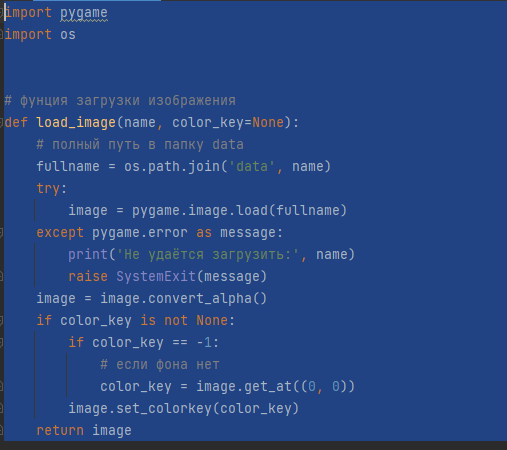 import pygame
import os
# фунция загрузки изображения
def load_image(name, color_key=None):
    # полный путь в папку data
    fullname = os.path.join('data', name)
    try:
        image = pygame.image.load(fullname)
    except pygame.error as message:
        print('Не удаётся загрузить:', name)
        raise SystemExit(message)
    image = image.convert_alpha()
    if color_key is not None:
        if color_key == -1:
            # если фона нет
            color_key = image.get_at((0, 0))
        image.set_colorkey(color_key)
    return image